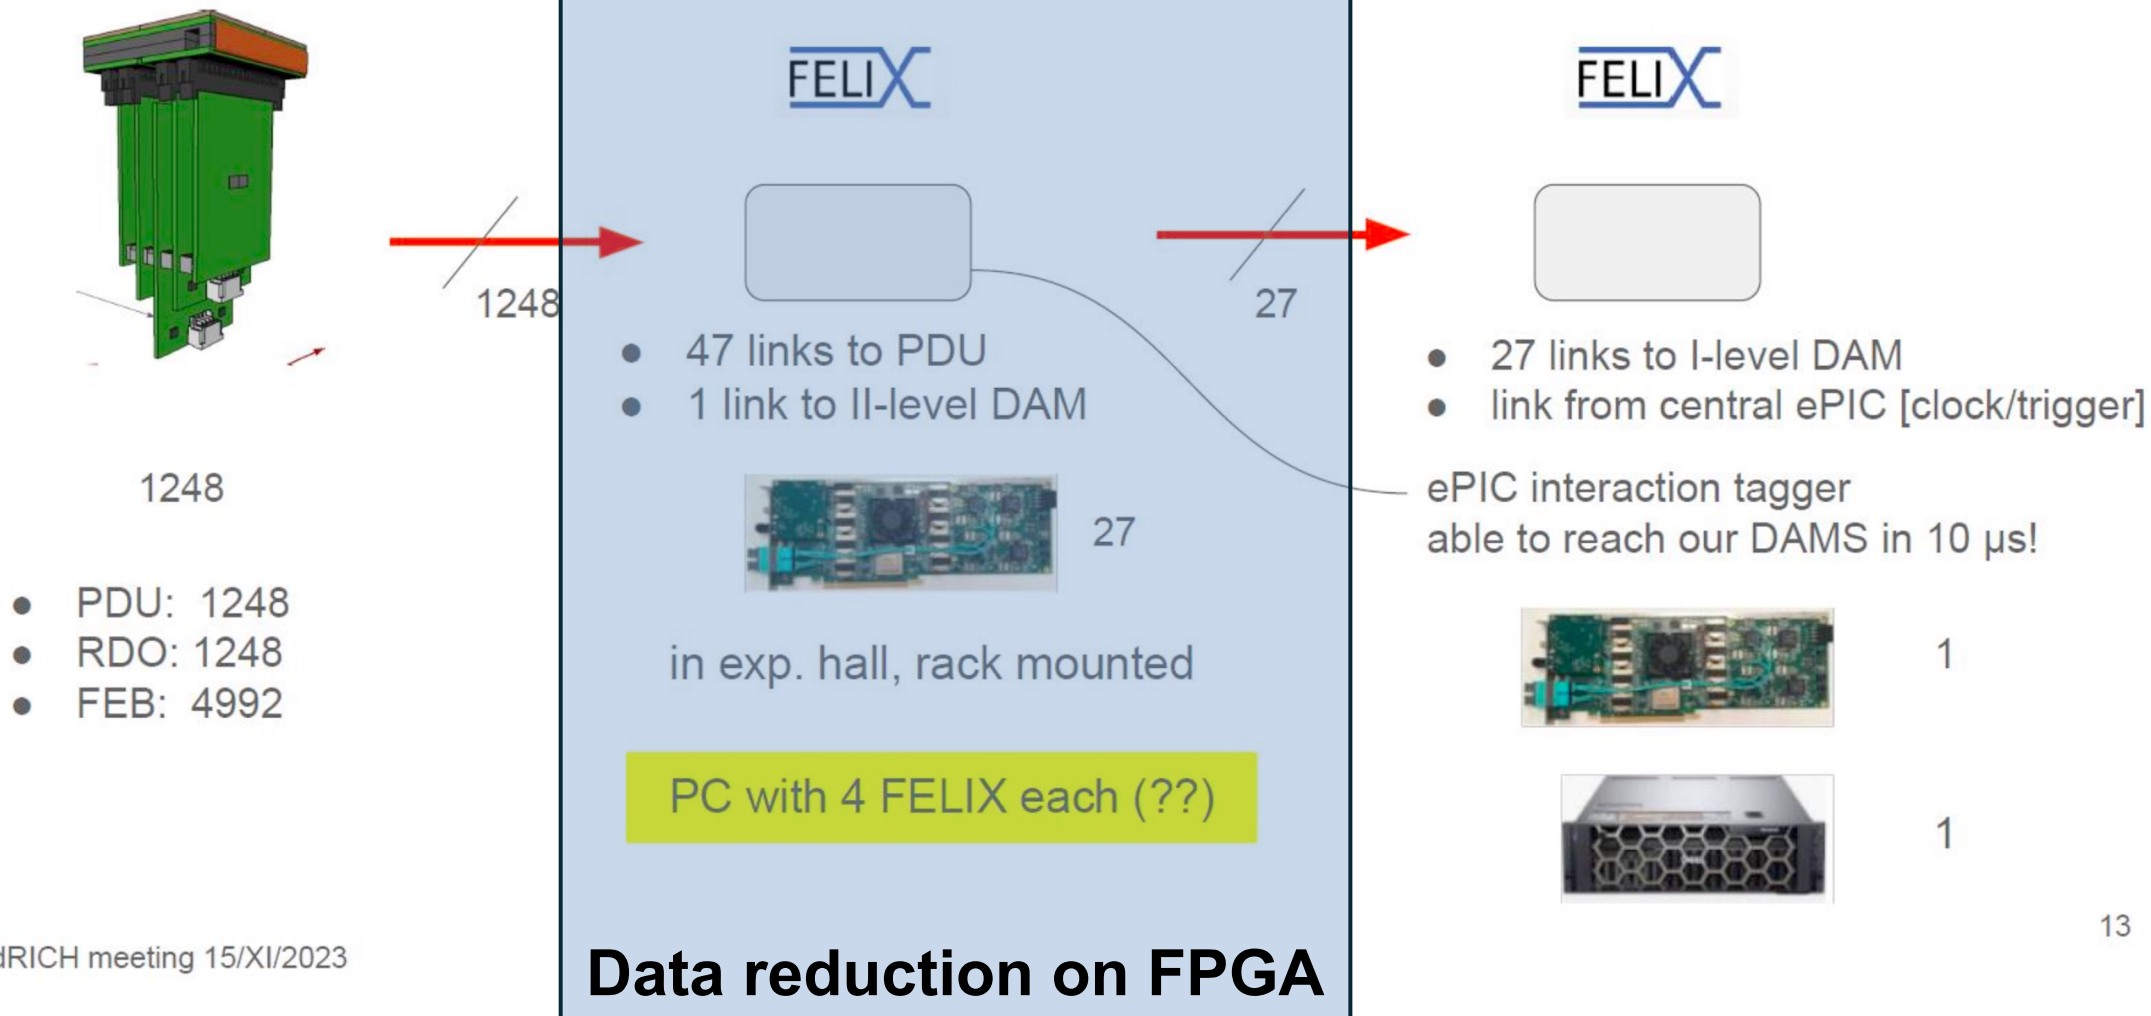 FELIX
FELIX
1248
27
● 47 links to PDU
● 1 link to II-level DAM
● 27 links to I-level DAM
● link from central ePIC [clock/trigger]
1248
27
ePIC interaction tagger
able to reach our DAMS in 10 µs!
● PDU: 1248
● RDO: 1248
● FEB: 4992
in exp. hall, rack mounted
1
PC with 4 FELIX each (??)
1
13
dRICH meeting 15/XI/2023
Data reduction on FPGA